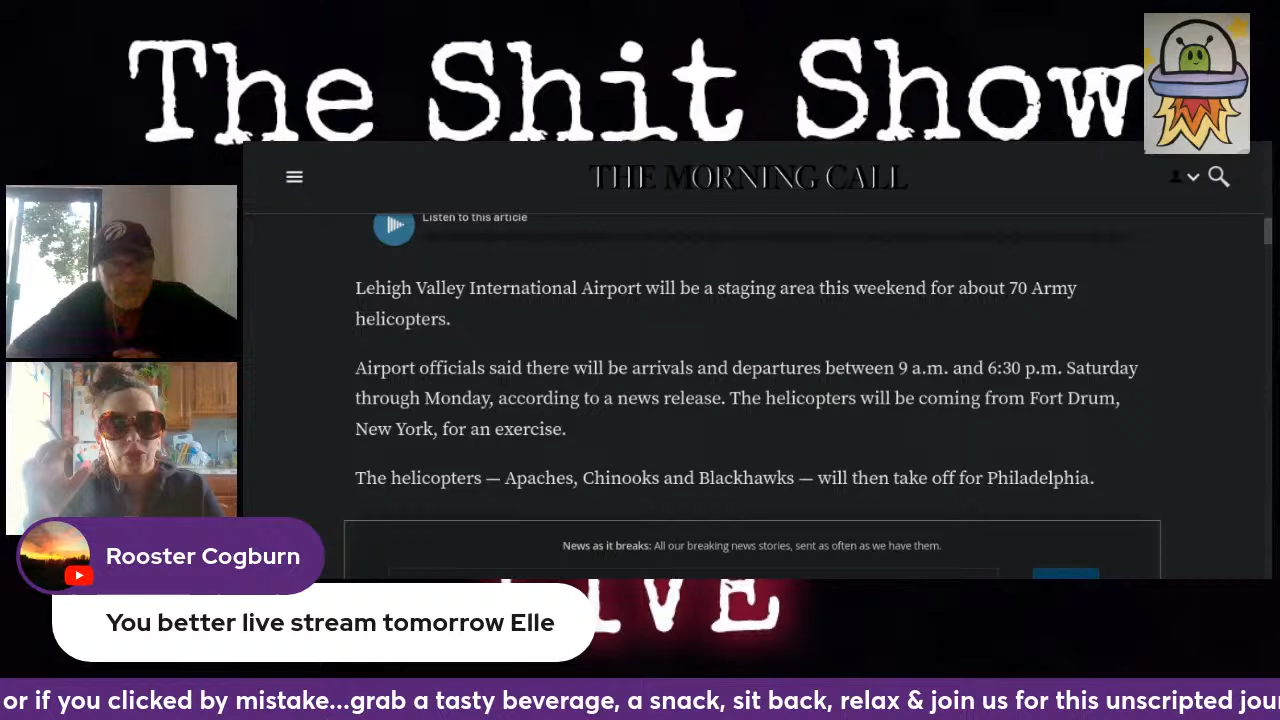 The Shit Show
THE MORNING CALL
Listen to this article
Lehigh Valley International Airport will be a staging area this weekend for about 70 Army
helicopters.
Airport officials said there will be arrivals and departures between 9 a.m. and 6:30 p.m. Saturday
through Monday, according to a news release. The helicopters will be coming from Fort Drum,
New York, for an exercise.
The helicopters — Apaches, Chinooks and Blackhawks — will then take off for Philadelphia.
News as it breaks: All our breaking news stories, sent as often as we have them.
Rooster Cogburn
You better live stream tomorrow Elle
IVE
or if you clicked by mistake...grab a tasty beverage, a snack, sit back, relax & join us for this unscripted jou